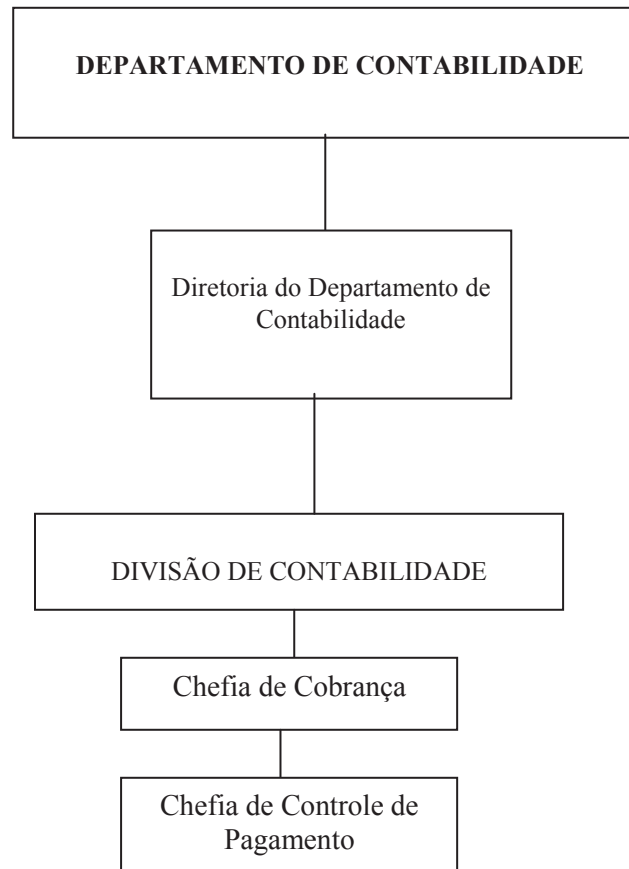 DEPARTAMENTO DE CONTABILIDADE
Diretoria do Departamento de
Contabilidade
DIVISÃO DE CONTABILIDADE
Chefia de Cobrança
Chefia de Controle de
Pagamento